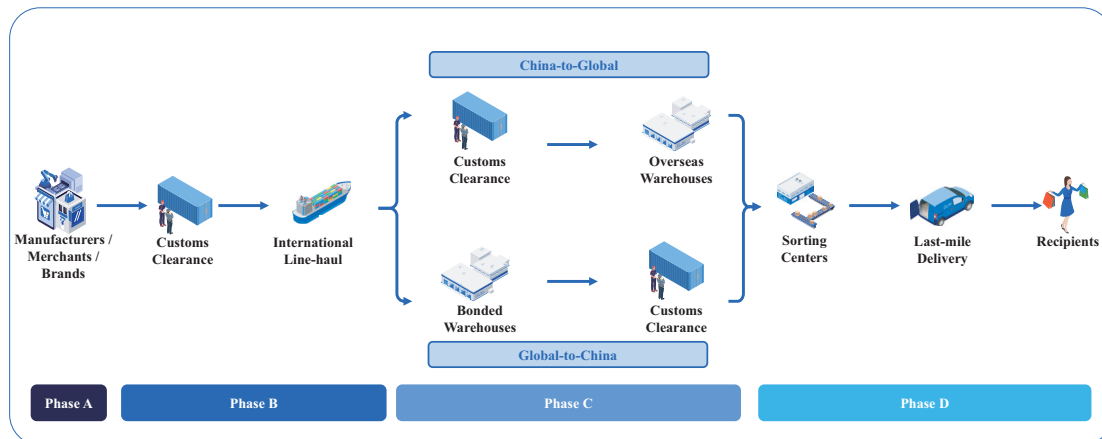 China-to-Global
Customs
Clearance
Overseas
Warehouses
Manufacturers /
Merchants /
Brands
Customs
Clearance
International
Line-haul
Sorting
Centers
Last-mile
Delivery
Recipients
Bonded
Warehouses
Customs
Clearance
Global-to-China
Phase A
Phase B
Phase C
Phase D